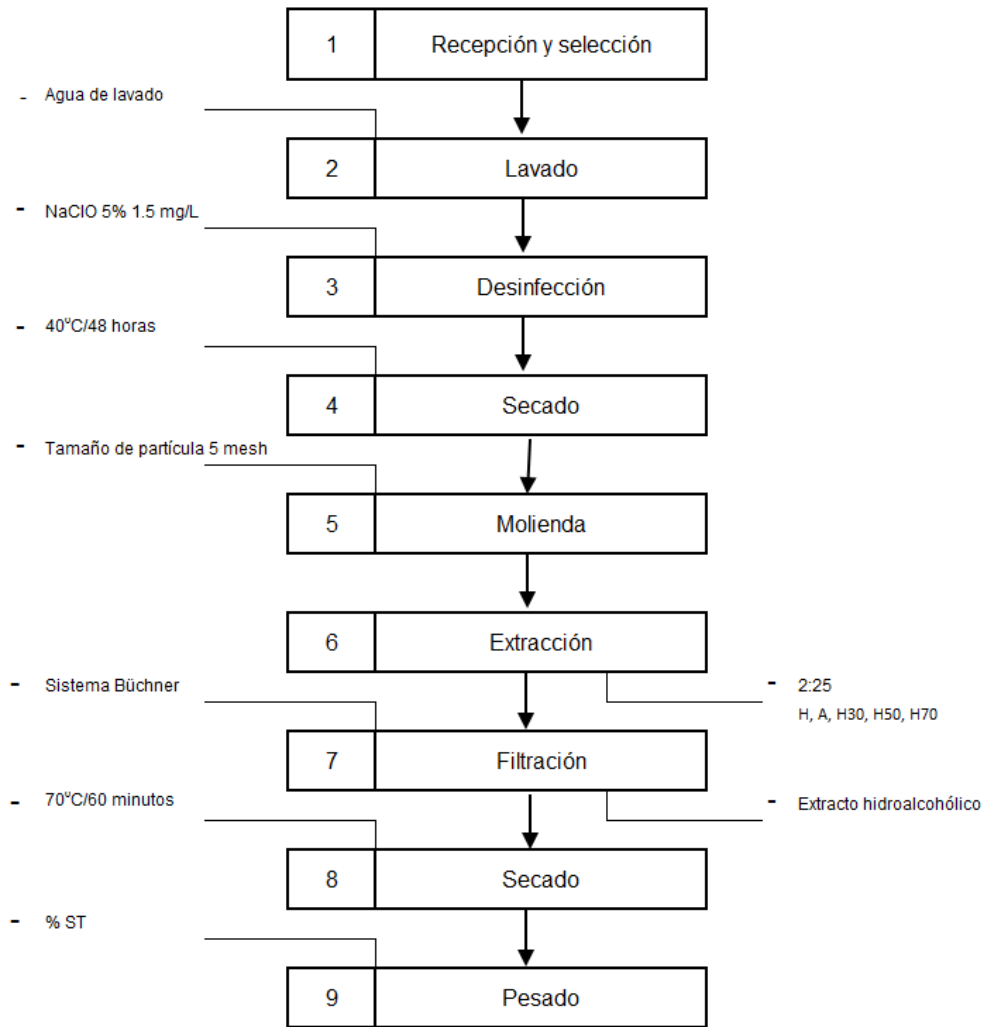 1 Recepción y selección
- Agua de lavado
2 Lavado
- NaClO 5% 1.5 mg/L
3 Desinfección
- 40°C/48 horas
4 Secado
- Tamaño de partícula 5 mesh
5 Molienda
6 Extracción
- Sistema Büchner
- 2:25
H, A, H30, H50, H70
7 Filtración
- 70°C/60 minutos
- Extracto hidroalcohólico
8 Secado
- % ST
9 Pesado